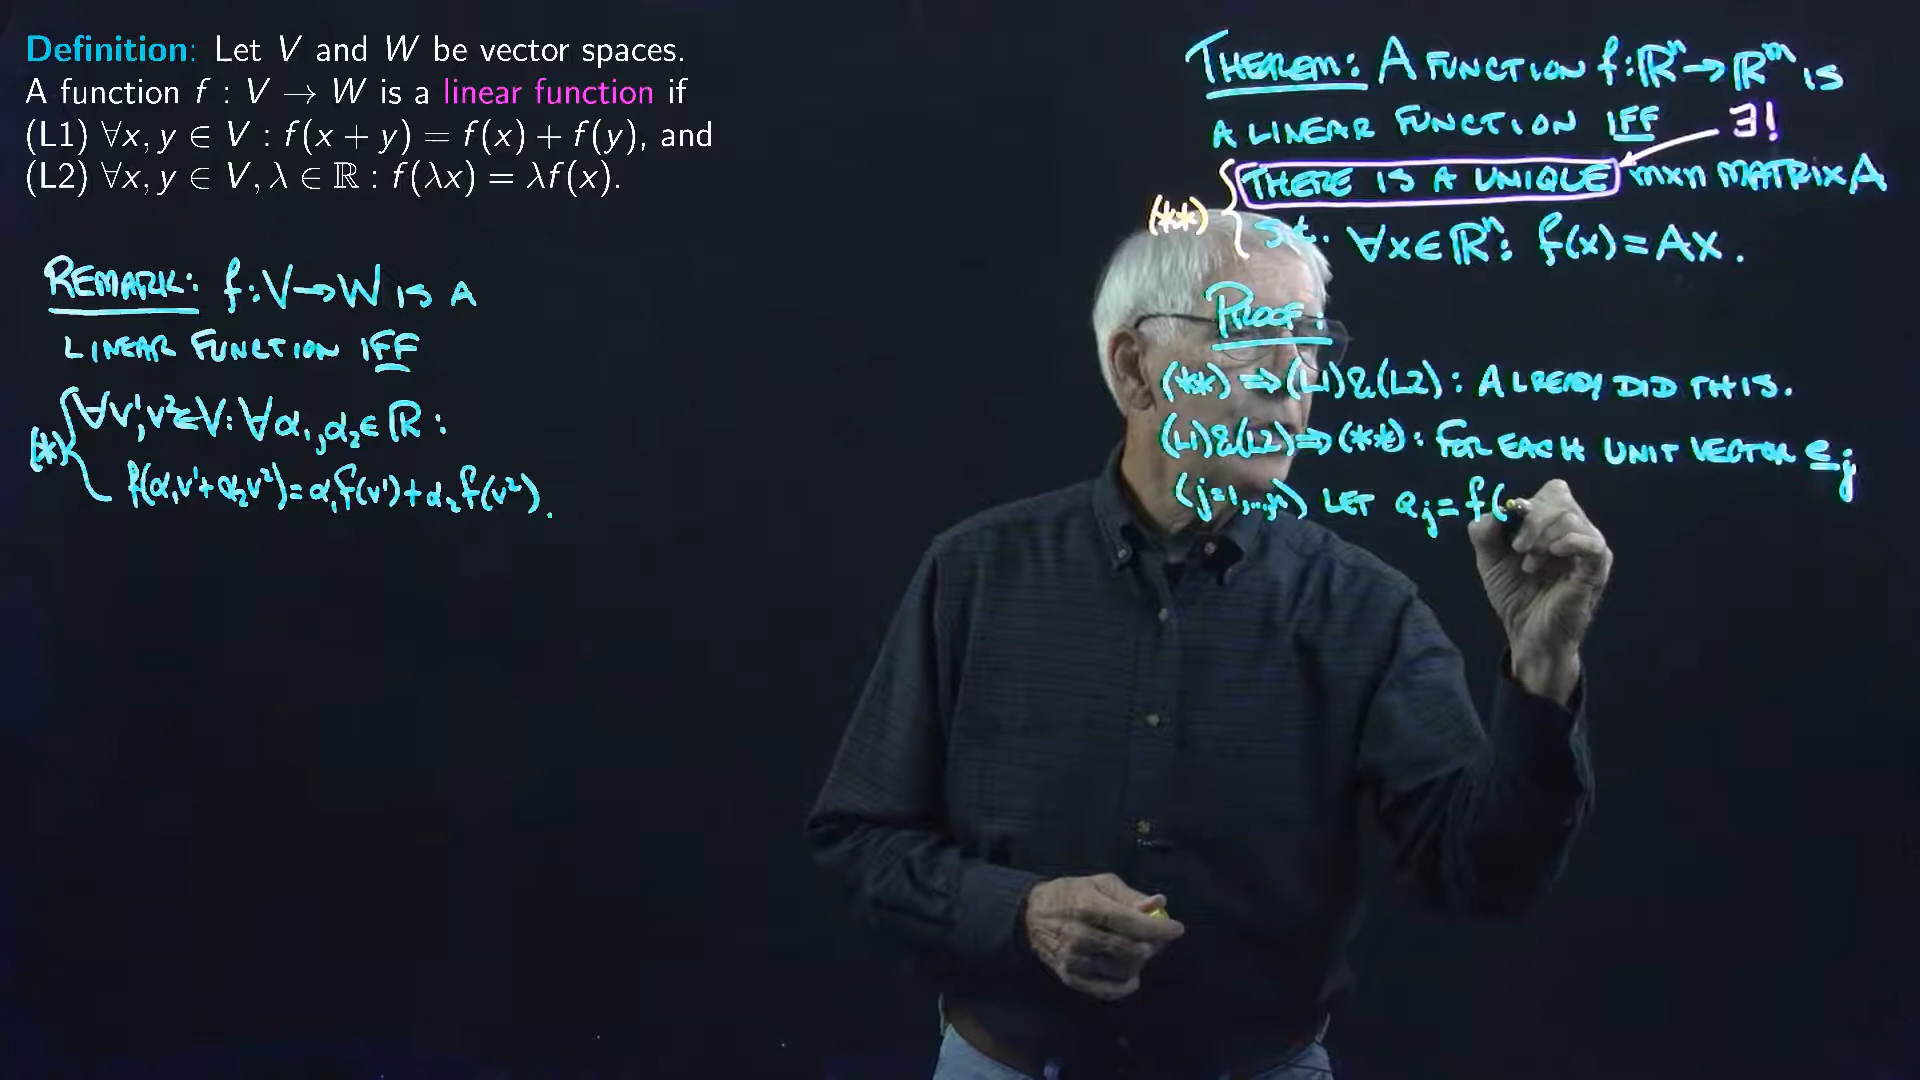 Definition: Let V and W be vector spaces.
A function f : V → W is a linear function if
(L1) ∀x, y ∈ V : f(x + y) = f(x) + f(y), and
(L2) ∀x, y ∈ V, λ ∈ ℝ : f(λx) = λf(x).
REMARK: f: V→W IS A
LINEAR FUNCTION IFF
(*) ∀v¹, v² ∈ V: ∀α₁, α₂ ∈ ℝ:
f(α₁v¹+α₂v²)=α₁f(v¹)+α₂f(v²).
THEOREM: A FUNCTION f: ℝⁿ→ℝᵐ IS
A LINEAR FUNCTION IFF ∃!
THERE IS A UNIQUE m×n MATRIX A
(**) s.t. ∀x∈ℝⁿ: f(x)=Ax.
PROOF:
(**) ⇒ (L1)&(L2): ALREADY DID THIS.
(L1)&(L2) ⇒ (**): FOR EACH UNIT VECTOR e_j
(j=1,...,n) LET a_j = f(